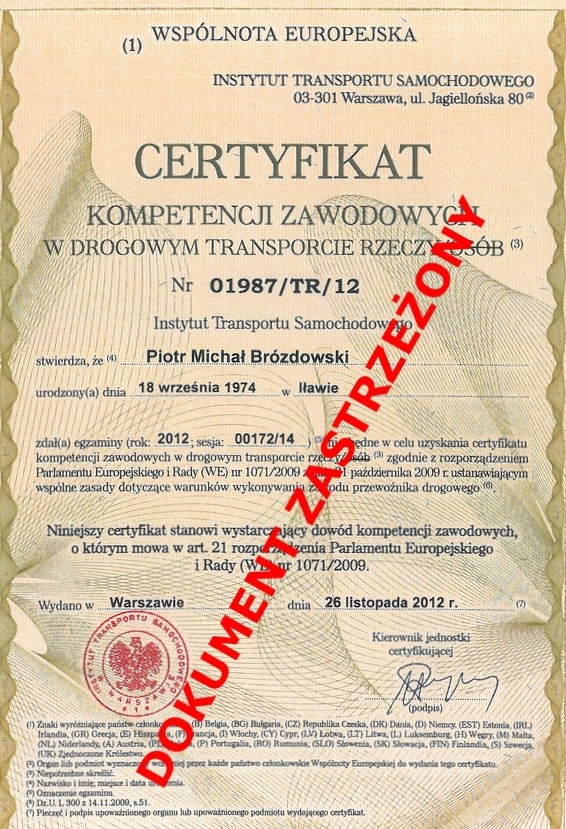 WSPÓLNOTA EUROPEJSKA
(1)
INSTYTUT TRANSPORTU SAMOCHODOWEGO
03-301 Warszawa, ul. Jagiellońska 80 (2)
CERTYFIKAT
KOMPETENCJI ZAWODOWYCH
W DROGOWYM TRANSPORCIE RZECZY/OSÓB (3)
Nr 01987/TR/12
Instytut Transportu Samochodowego
stwierdza, że (4) Piotr Michał Brózdowski
urodzony(a) dnia 18 września 1974 w Iławie
zdał(a) egzaminy (rok: 2012, sesja: 00172/14 ) (5) niezbędne w celu uzyskania certyfikatu
kompetencji zawodowych w drogowym transporcie rzeczy/osób (3) zgodnie z rozporządzeniem
Parlamentu Europejskiego i Rady (WE) nr 1071/2009 z 21 października 2009 r. ustanawiającym
wspólne zasady dotyczące warunków wykonywania zawodu przewoźnika drogowego (6).
Niniejszy certyfikat stanowi wystarczający dowód kompetencji zawodowych,
o którym mowa w art. 21 rozporządzenia Parlamentu Europejskiego
i Rady (WE) nr 1071/2009.
Wydano w Warszawie dnia 26 listopada 2012 r. (7)
Kierownik jednostki
certyfikującej
(podpis)
INSTYTUT TRANSPORTU SAMOCHODOWEGO W WARSZAWIE
DOKUMENT ZASTRZEŻONY
(1) Znaki wyróżniające państw członkowskich: (B) Belgia, (BG) Bułgaria, (CZ) Republika Czeska, (DK) Dania, (D) Niemcy, (EST) Estonia, (IRL)
Irlandia, (GR) Grecja, (E) Hiszpania, (F) Francja, (I) Włochy, (CY) Cypr, (LV) Łotwa, (LT) Litwa, (L) Luksemburg, (H) Węgry, (M) Malta,
(NL) Niderlandy, (A) Austria, (PL) (P) Portugalia, (RO) Rumunia, (SLO) Słowenia, (SK) Słowacja, (FIN) Finlandia, (S) Szwecja,
(UK) Zjednoczone Królestwo.
(2) Organ lub podmiot wyznaczony wcześniej przez każde państwo członkowskie Wspólnoty Europejskiej do wydania tego certyfikatu.
(3) Niepotrzebne skreślić.
(4) Nazwisko i imię; miejsce i data urodzenia.
(5) Oznaczenie egzaminu.
(6) Dz.U. L 300 z 14.11.2009, s.51.
(7) Pieczęć i podpis upoważnionego organu lub upoważnionego podmiotu wydającego certyfikat.